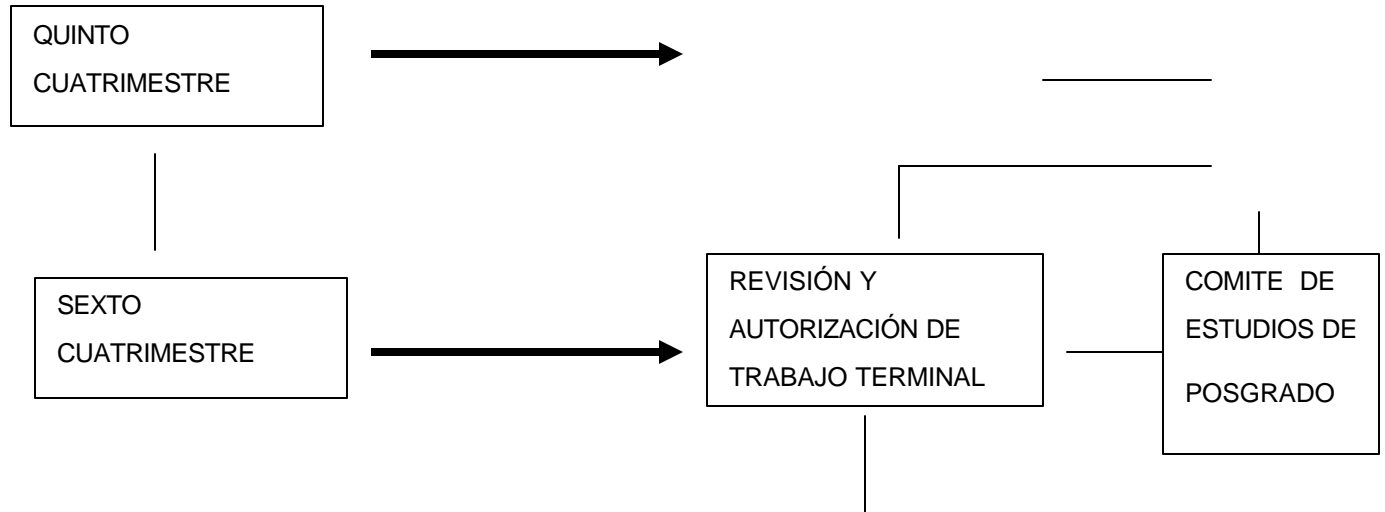 QUINTO
CUATRIMESTRE
SEXTO
CUATRIMESTRE
REVISIÓN Y
AUTORIZACIÓN DE
TRABAJO TERMINAL
COMITE DE
ESTUDIOS DE
POSGRADO